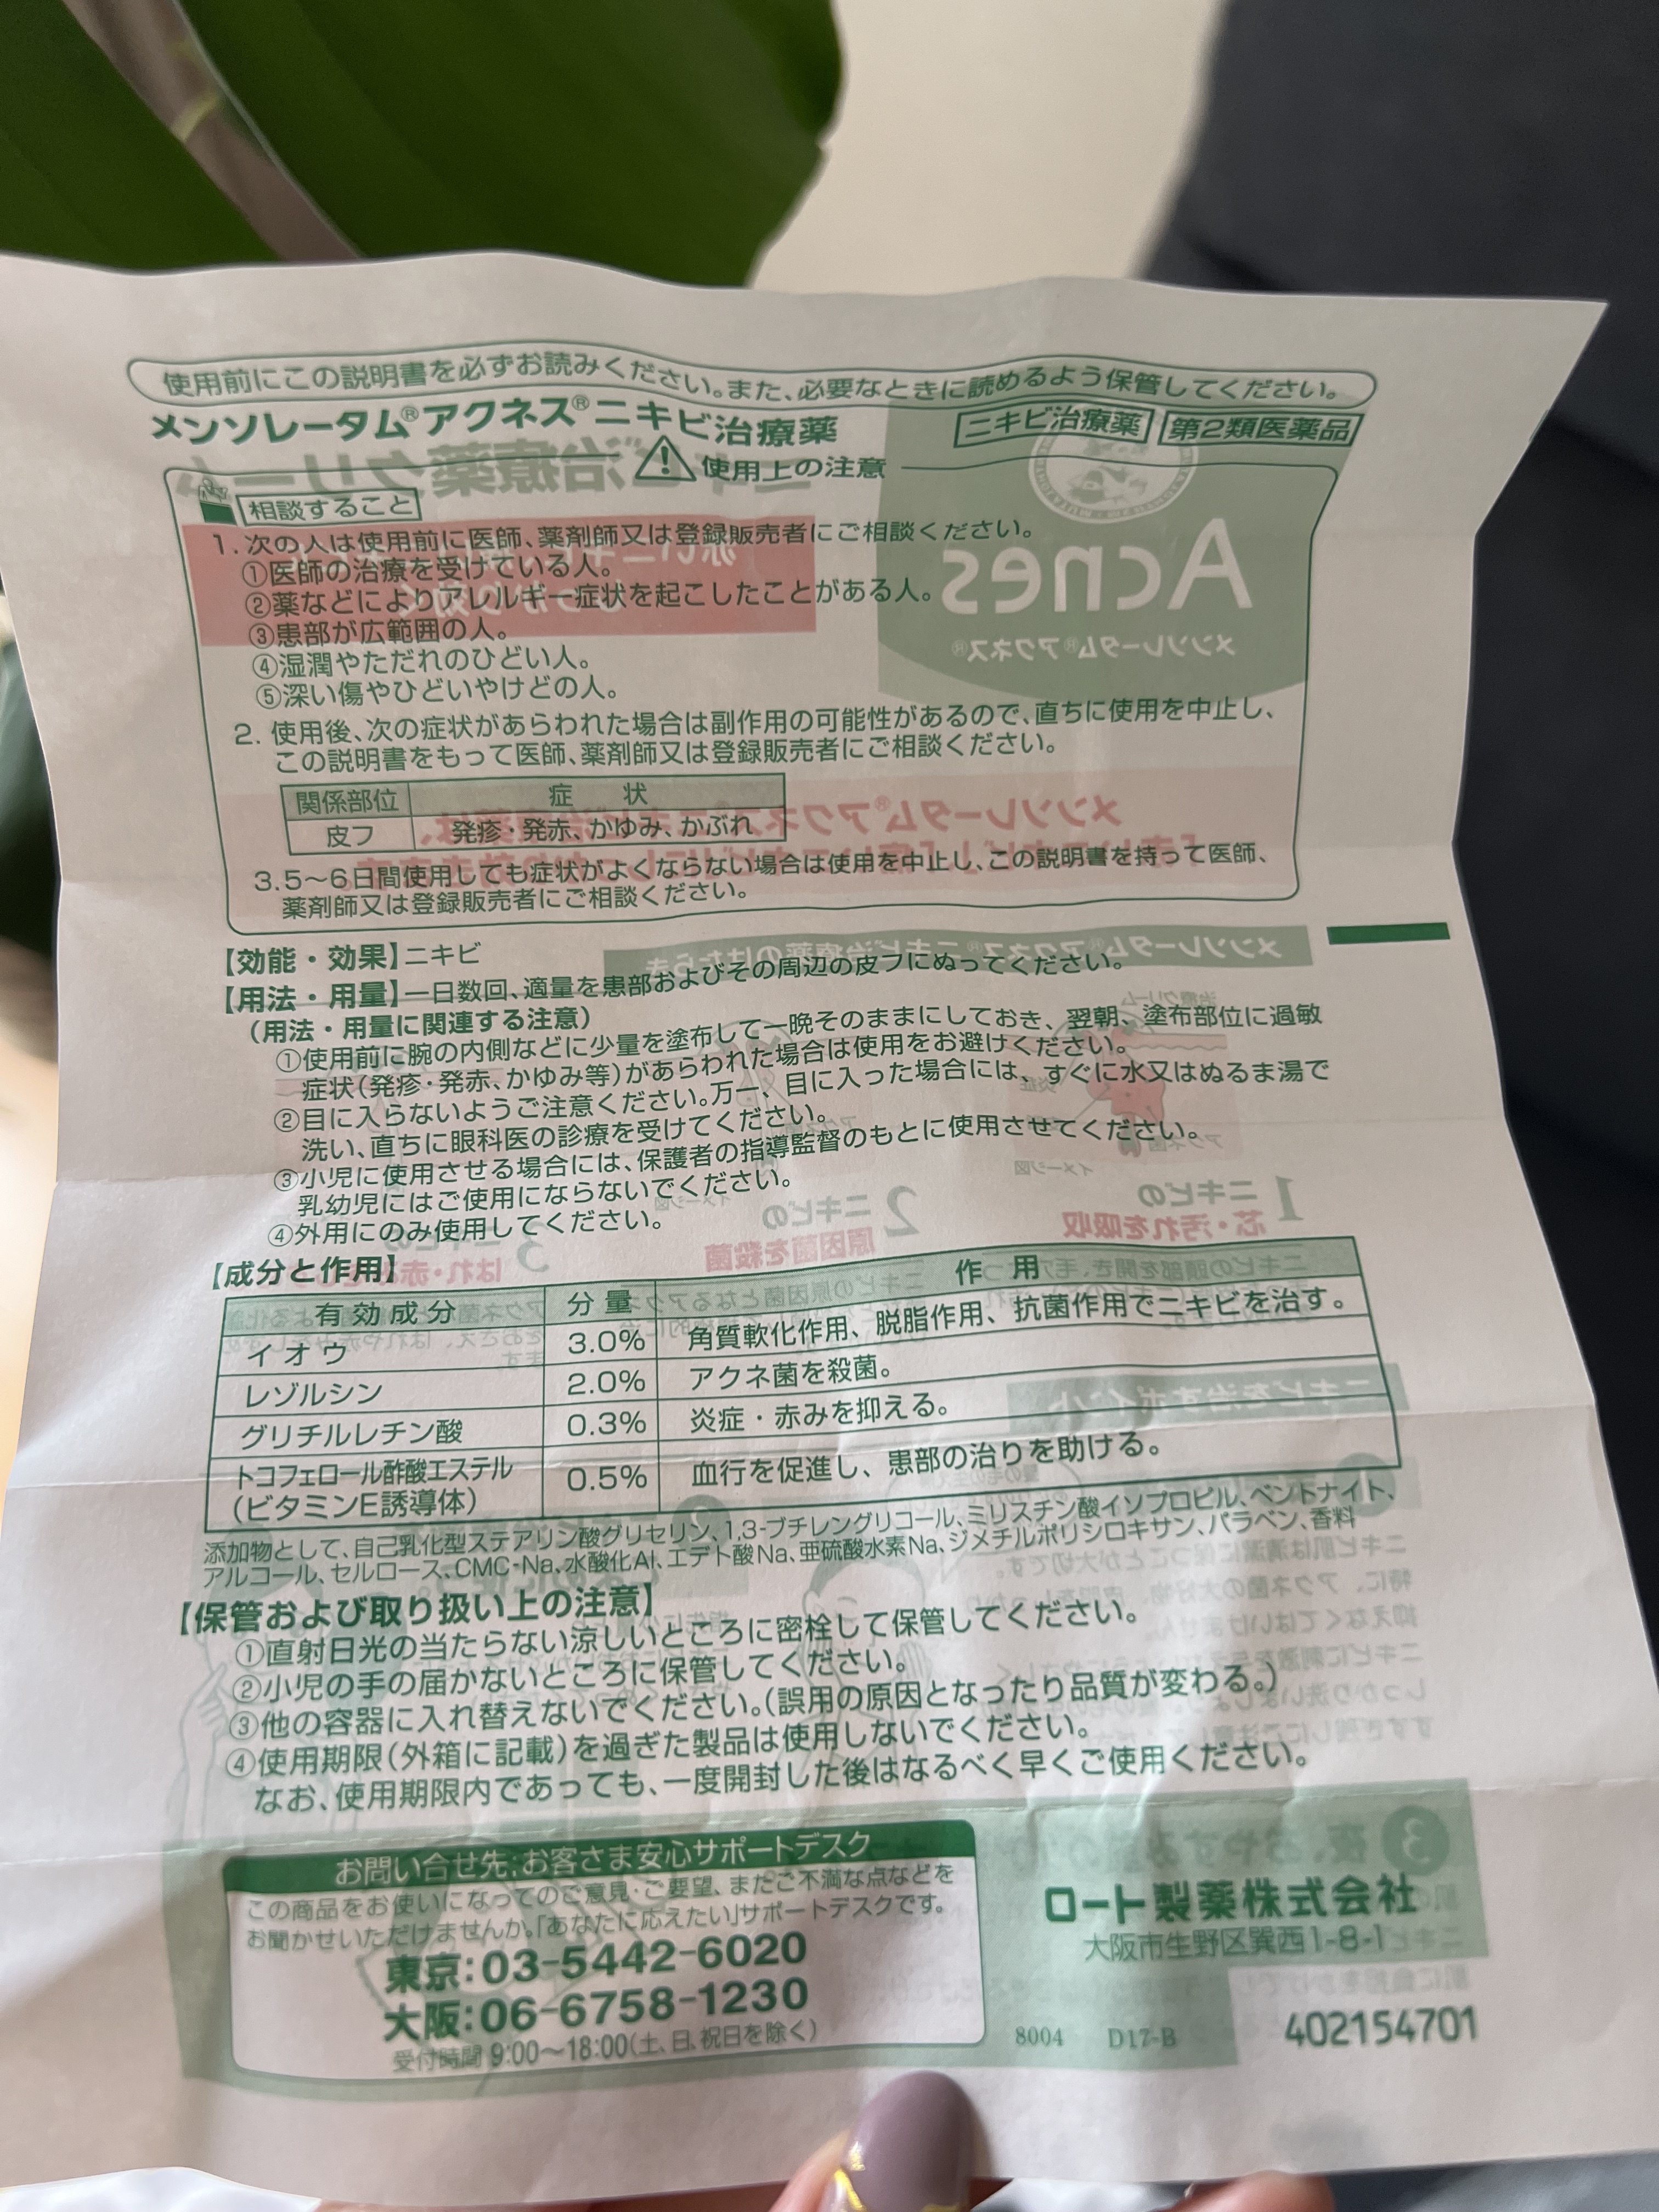 使用前にこの説明書を必ずお読みください。また、必要なときに読めるよう保管してください。
メンソレータム®アクネス®ニキビ治療薬
ニキビ治療薬 第2類医薬品
使用上の注意
相談すること
1. 次の人は使用前に医師、薬剤師又は登録販売者にご相談ください。
①医師の治療を受けている人。
②薬などによりアレルギー症状を起こしたことがある人。
③患部が広範囲の人。
④湿潤やただれのひどい人。
⑤深い傷やひどいやけどの人。
2. 使用後、次の症状があらわれた場合は副作用の可能性があるので、直ちに使用を中止し、
この説明書をもって医師、薬剤師又は登録販売者にご相談ください。
関係部位 症 状
皮フ 発疹・発赤、かゆみ、かぶれ
3.5〜6日間使用しても症状がよくならない場合は使用を中止し、この説明書を持って医師、
薬剤師又は登録販売者にご相談ください。
【効能・効果】ニキビ
【用法・用量】一日数回、適量を患部およびその周辺の皮フにぬってください。
(用法・用量に関連する注意)
①使用前に腕の内側などに少量を塗布して一晩そのままにしておき、翌朝、塗布部位に過敏
症状(発疹・発赤、かゆみ等)があらわれた場合は使用をお避けください。
②目に入らないようご注意ください。万一、目に入った場合には、すぐに水又はぬるま湯で
洗い、直ちに眼科医の診療を受けてください。
③小児に使用させる場合には、保護者の指導監督のもとに使用させてください。
乳幼児にはご使用にならないでください。
④外用にのみ使用してください。
【成分と作用】
有効成分 分量 作 用
イオウ 3.0% 角質軟化作用、脱脂作用、抗菌作用でニキビを治す。
レゾルシン 2.0% アクネ菌を殺菌。
グリチルレチン酸 0.3% 炎症・赤みを抑える。
トコフェロール酢酸エステル
(ビタミンE誘導体) 0.5% 血行を促進し、患部の治りを助ける。
添加物として、自己乳化型ステアリン酸グリセリン、1,3-ブチレングリコール、ミリスチン酸イソプロピル、ベントナイト、
アルコール、セルロース、CMC・Na、水酸化Al、エデト酸Na、亜硫酸水素Na、ジメチルポリシロキサン、パラベン、香料
【保管および取り扱い上の注意】
①直射日光の当たらない涼しいところに密栓して保管してください。
②小児の手の届かないところに保管してください。
③他の容器に入れ替えないでください。(誤用の原因となったり品質が変わる。)
④使用期限(外箱に記載)を過ぎた製品は使用しないでください。
なお、使用期限内であっても、一度開封した後はなるべく早くご使用ください。
お問い合せ先:お客さま安心サポートデスク
この商品をお使いになってのご意見・ご要望、またご不満な点などを
お聞かせいただけませんか。「あなたに応えたい」サポートデスクです。
東京:03-5442-6020
大阪:06-6758-1230
受付時間 9:00〜18:00(土、日、祝日を除く)
ロート製薬株式会社
大阪市生野区巽西1-8-1
8004 D17-B 402154701